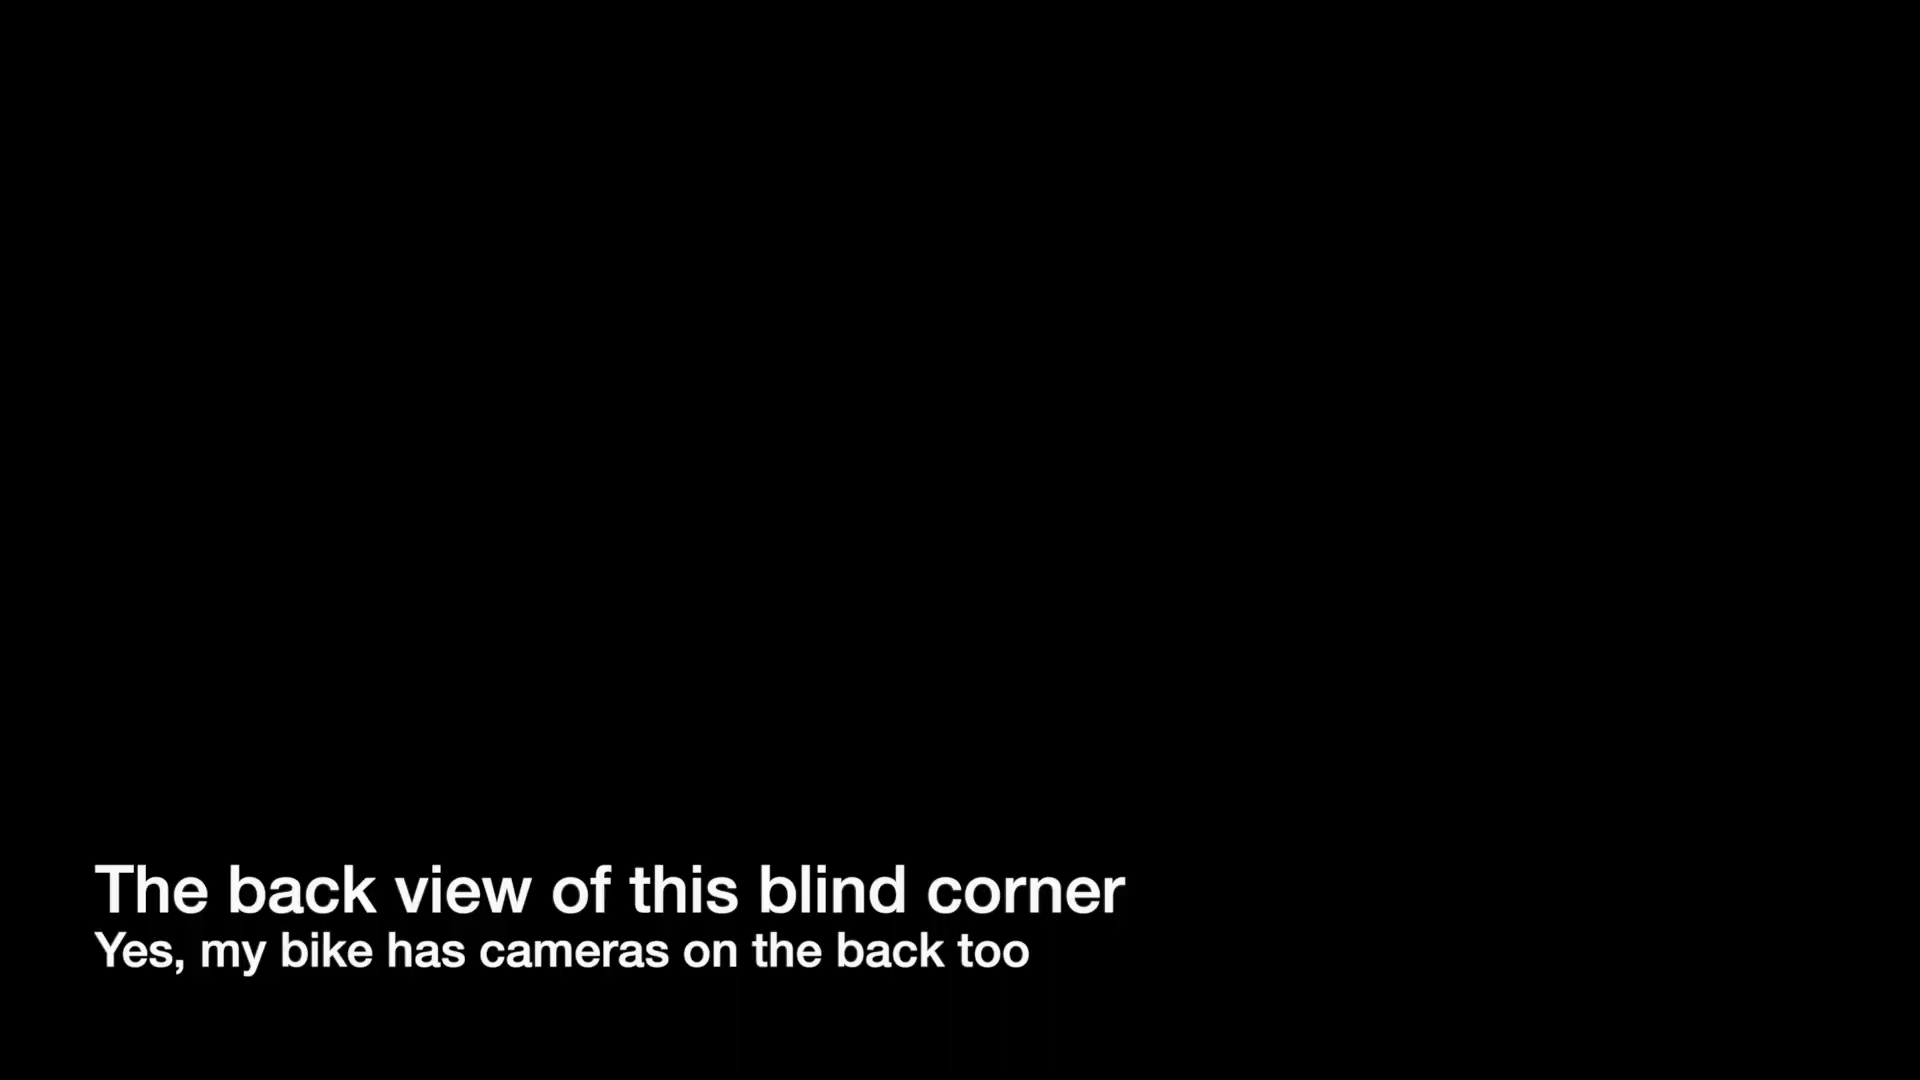 The back view of this blind corner
Yes, my bike has cameras on the back too